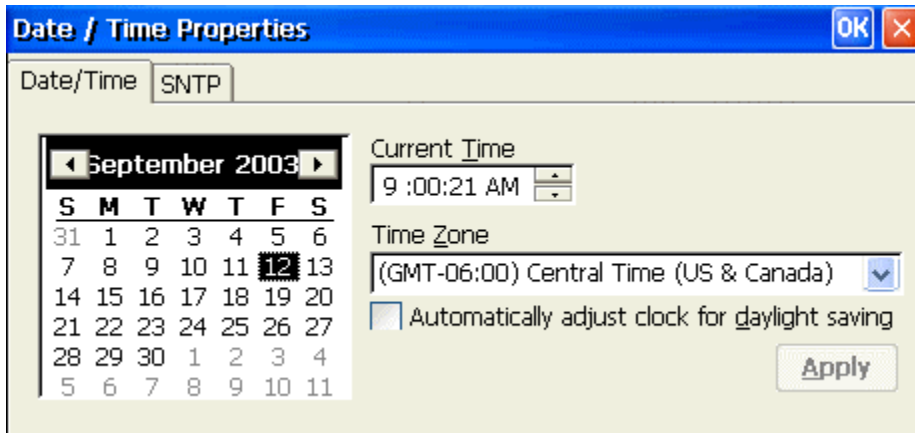 Date / Time Properties OK
Date/Time SNTP
September 2003
S M T W T F S
31 1 2 3 4 5 6
7 8 9 10 11 12 13
14 15 16 17 18 19 20
21 22 23 24 25 26 27
28 29 30 1 2 3 4
5 6 7 8 9 10 11
Current Time
9 :00:21 AM
Time Zone
(GMT-06:00) Central Time (US & Canada)
Automatically adjust clock for daylight saving
Apply